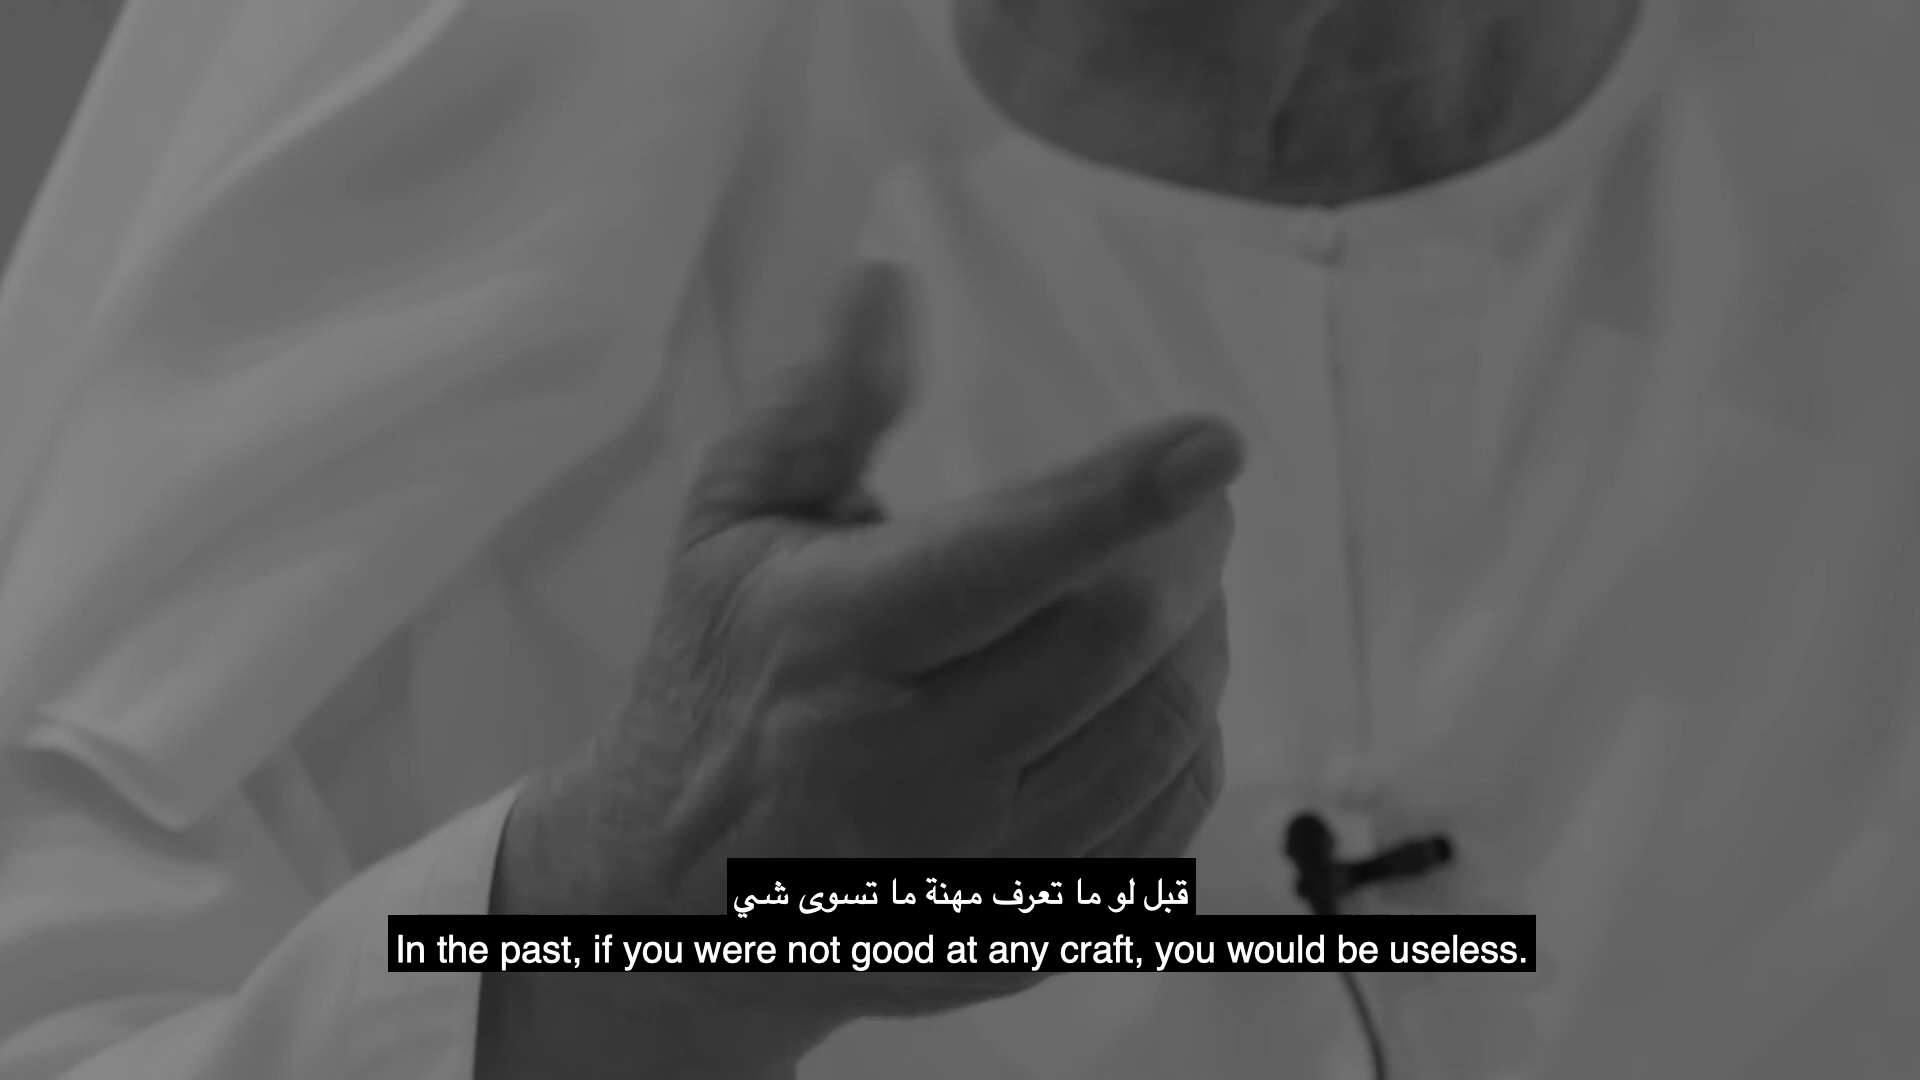 قبل لو ما تعرف مهنة ما تسوى شي
In the past, if you were not good at any craft, you would be useless.